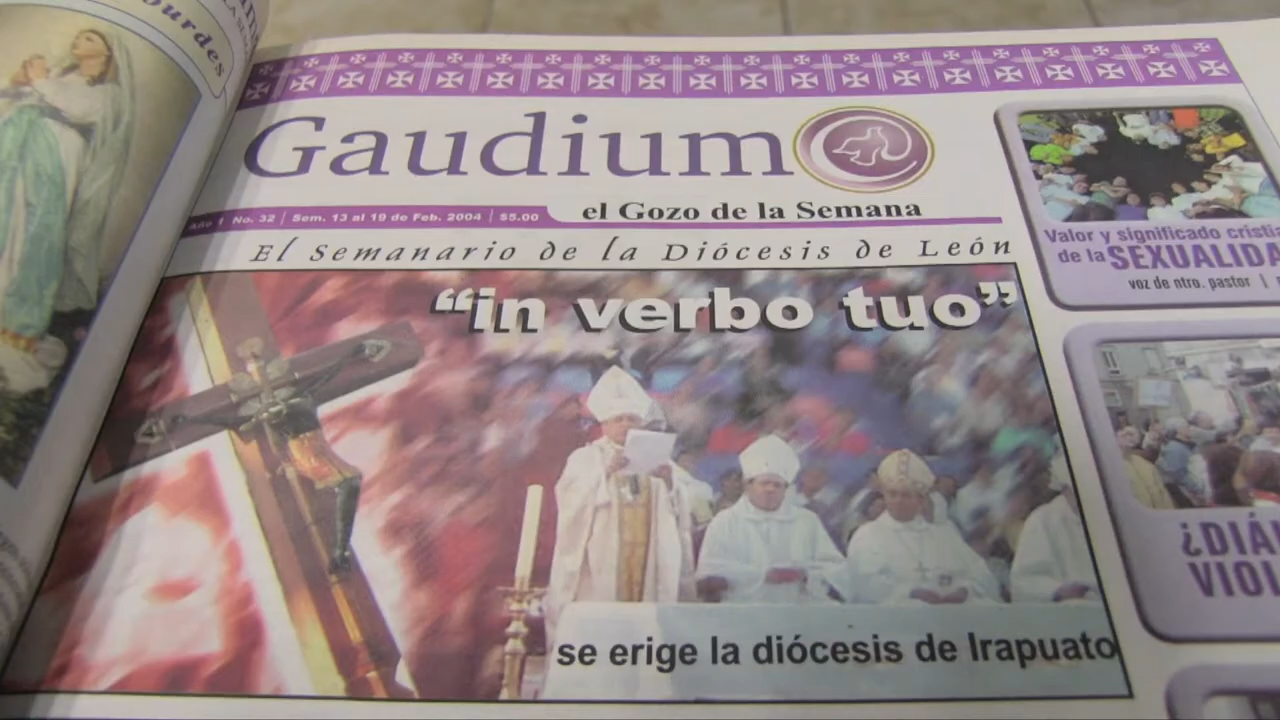 ourdes
Gaudium
Año 1 No. 32 | Sem. 13 al 19 de Feb. 2004 | $5.00
el Gozo de la Semana
El Semanario de la Diócesis de León
“in verbo tuo”
se erige la diócesis de Irapuato
Valor y significado cristia
de la SEXUALIDA
voz de ntro. pastor |
¿DIÁ
VIOL